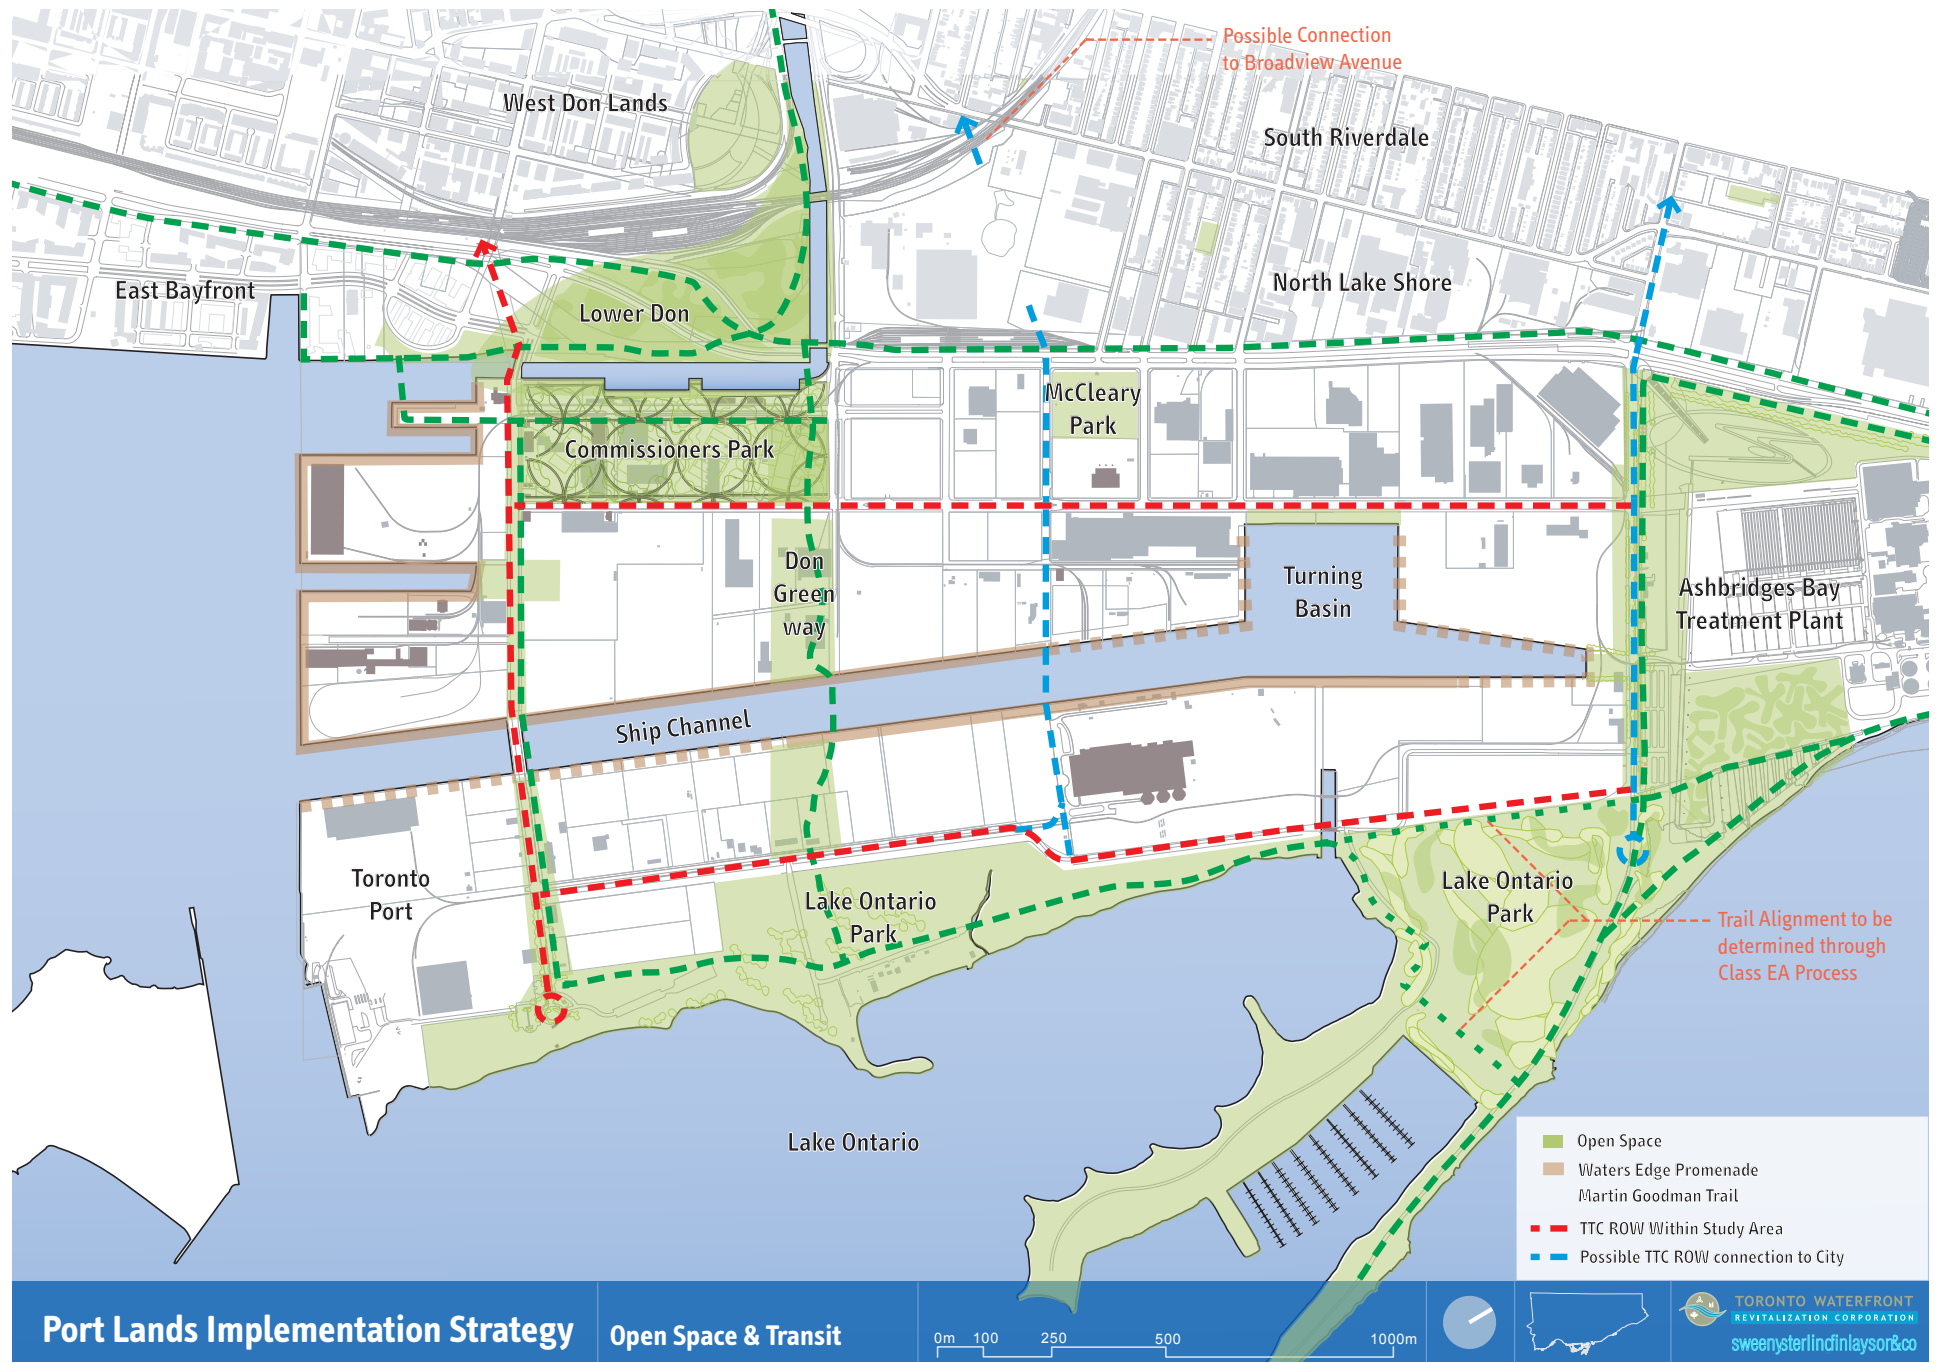 Possible Connection
to Broadview Avenue
West Don Lands
South Riverdale
East Bayfront
North Lake Shore
Lower Don
McCleary
Park
Commissioners Park
Don
Green
way
Turning
Basin
Ashbridges Bay
Treatment Plant
Ship Channel
Toronto
Port
Lake Ontario
Park
Lake Ontario
Park
Trail Alignment to be
determined through
Class EA Process
Lake Ontario
Open Space
Waters Edge Promenade
Martin Goodman Trail
TTC ROW Within Study Area
Possible TTC ROW connection to City
Port Lands Implementation Strategy
Open Space & Transit
0m 100 250 500 1000m
TORONTO WATERFRONT
REVITALIZATION CORPORATION
sweenysterlingfinlayson&co